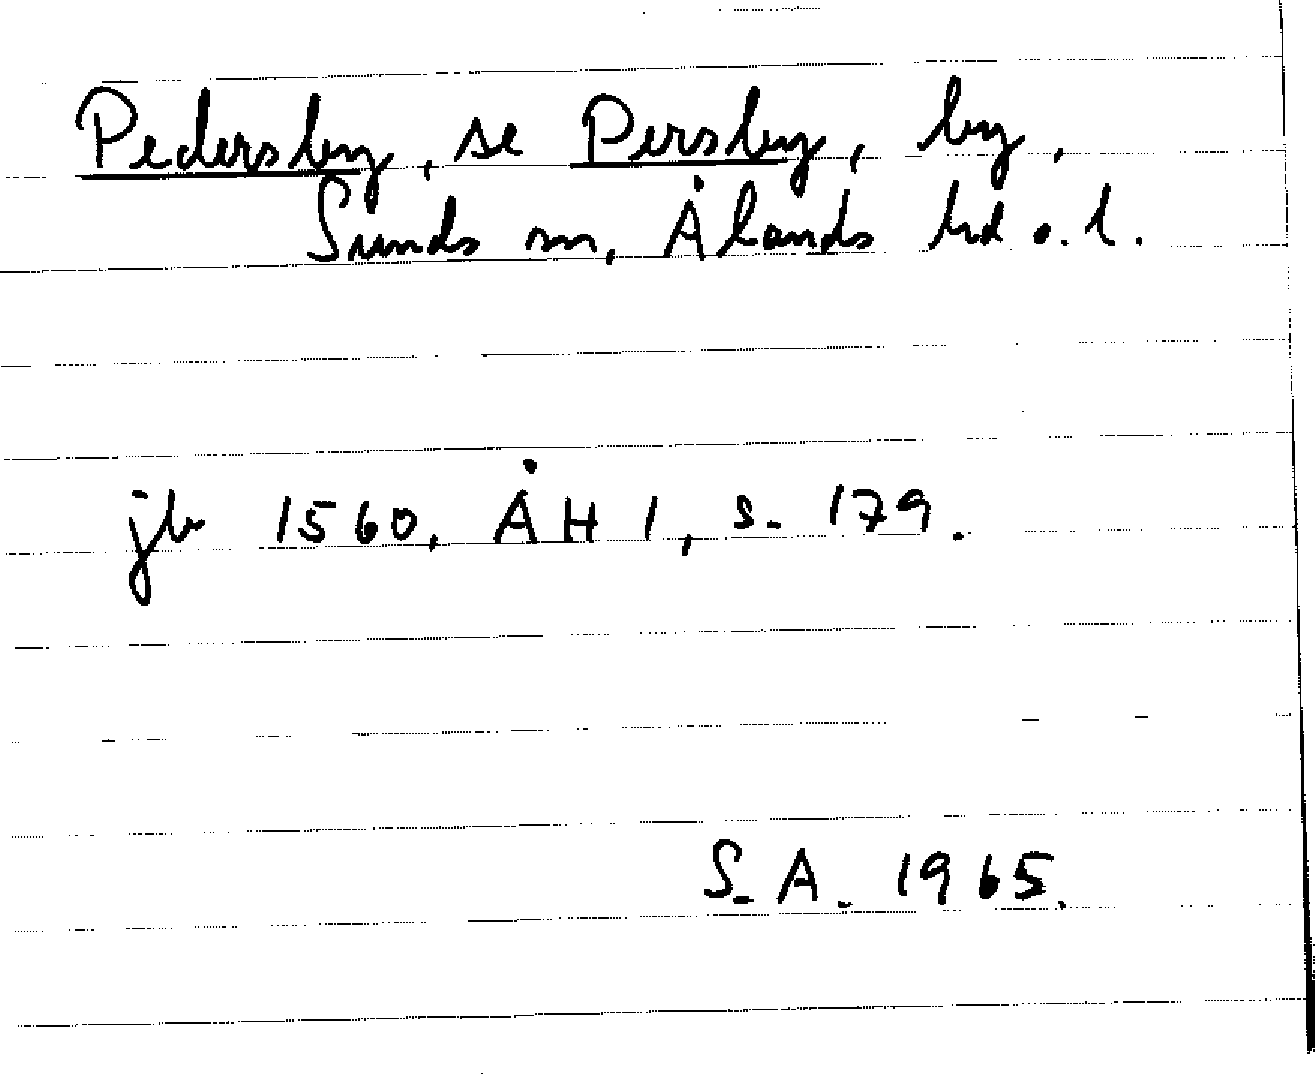 Pedersby, se Persby, by,
Sunds sn, Ålands hd o. l.
jb 1560, ÅH 1, s. 179.
S.A. 1965.